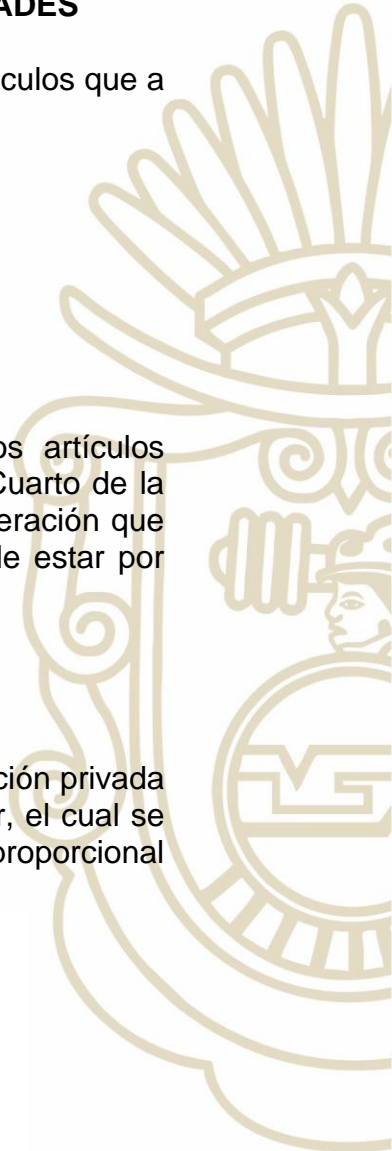 ADES
culos que a
os artículos
Cuarto de la
eración que
de estar por
ción privada
r, el cual se
proporcional